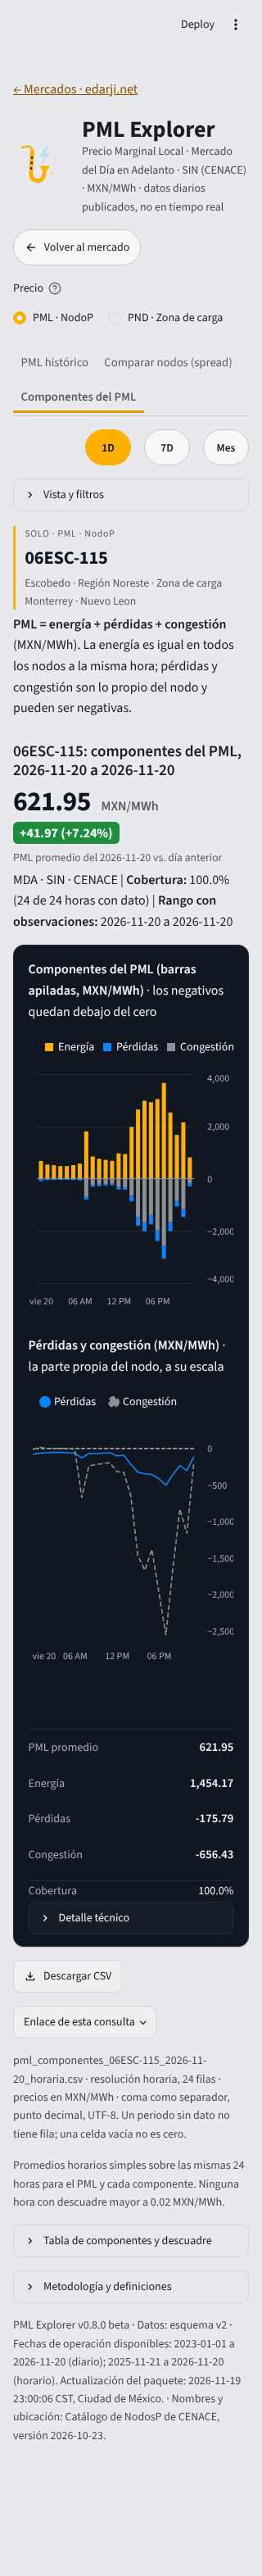 Deploy
← Mercados · edarji.net
PML Explorer
Precio Marginal Local · Mercado
del Día en Adelanto · SIN (CENACE)
· MXN/MWh · datos diarios
publicados, no en tiempo real
← Volver al mercado
Precio ?
PML · NodoP
PND · Zona de carga
PML histórico
Comparar nodos (spread)
Componentes del PML
1D
7D
Mes
Vista y filtros
SOLO · PML · NodoP
06ESC-115
Escobedo · Región Noreste · Zona de carga
Monterrey · Nuevo Leon
PML = energía + pérdidas + congestión
(MXN/MWh). La energía es igual en todos
los nodos a la misma hora; pérdidas y
congestión son lo propio del nodo y
pueden ser negativas.
06ESC-115: componentes del PML,
2026-11-20 a 2026-11-20
621.95 MXN/MWh
+41.97 (+7.24%)
PML promedio del 2026-11-20 vs. día anterior
MDA · SIN · CENACE | Cobertura: 100.0%
(24 de 24 horas con dato) | Rango con
observaciones: 2026-11-20 a 2026-11-20
Componentes del PML (barras
apiladas, MXN/MWh) · los negativos
quedan debajo del cero
Energía Pérdidas Congestión
4,000
2,000
0
−2,000
−4,000
vie 20 06 AM 12 PM 06 PM
Pérdidas y congestión (MXN/MWh) ·
la parte propia del nodo, a su escala
Pérdidas Congestión
0
−500
−1,000
−1,500
−2,000
−2,500
vie 20 06 AM 12 PM 06 PM
PML promedio 621.95
Energía 1,454.17
Pérdidas -175.79
Congestión -656.43
Cobertura 100.0%
Detalle técnico
Descargar CSV
Enlace de esta consulta
pml_componentes_06ESC-115_2026-11-
20_horaria.csv · resolución horaria, 24 filas ·
precios en MXN/MWh · coma como separador,
punto decimal, UTF-8. Un periodo sin dato no
tiene fila; una celda vacía no es cero.
Promedios horarios simples sobre las mismas 24
horas para el PML y cada componente. Ninguna
hora con descuadre mayor a 0.02 MXN/MWh.
Tabla de componentes y descuadre
Metodología y definiciones
PML Explorer v0.8.0 beta · Datos: esquema v2 ·
Fechas de operación disponibles: 2023-01-01 a
2026-11-20 (diario); 2025-11-21 a 2026-11-20
(horario). Actualización del paquete: 2026-11-19
23:00:06 CST, Ciudad de México. · Nombres y
ubicación: Catálogo de NodosP de CENACE,
versión 2026-10-23.